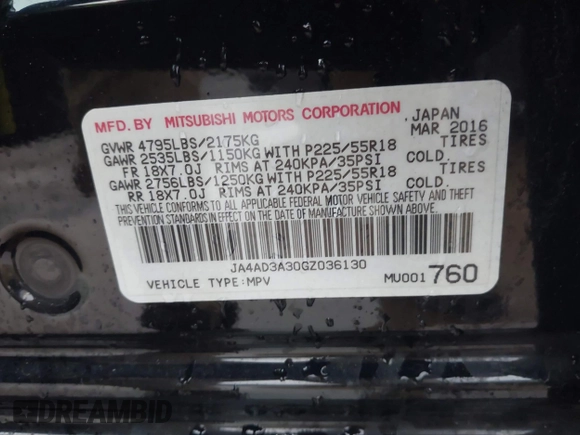 MFD. BY MITSUBISHI MOTORS CORPORATION, JAPAN
GVWR 4795LBS/2175KG MAR 2016
GAWR 2535LBS/1150KG WITH P225/55R18 TIRES
FR 18X7.0J RIMS AT 240KPA/35PSI COLD.
GAWR 2756LBS/1250KG WITH P225/55R18 TIRES
RR 18X7.0J RIMS AT 240KPA/35PSI COLD.
THIS VEHICLE CONFORMS TO ALL APPLICABLE FEDERAL MOTOR VEHICLE SAFETY AND THEFT
PREVENTION STANDARDS IN EFFECT ON THE DATE OF MANUFACTURE SHOWN ABOVE.
JA4AD3A30GZ036130
VEHICLE TYPE:MPV MU001760
DREAMBID